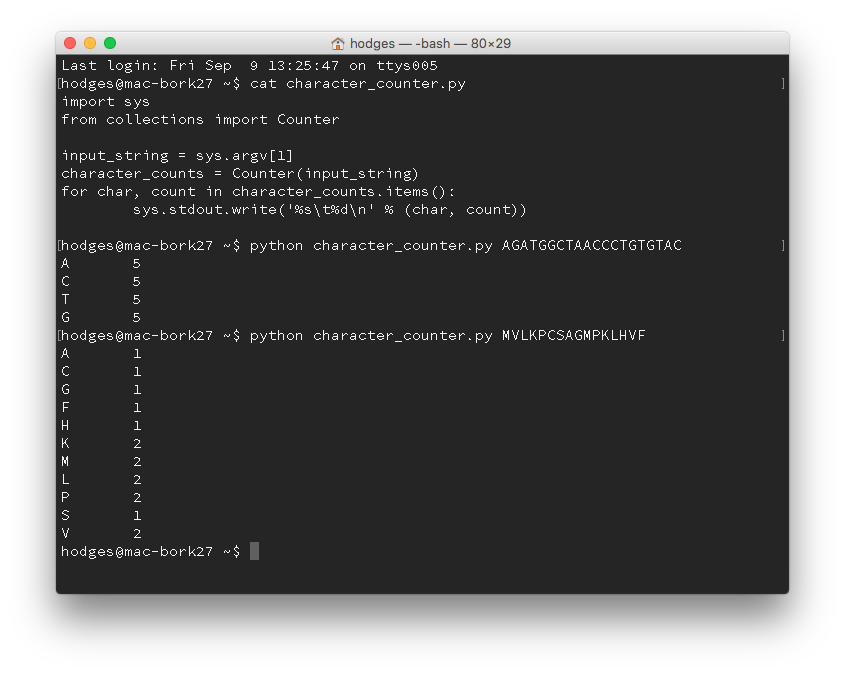 hodges — -bash — 80×29
Last login: Fri Sep  9 13:25:47 on ttys005
[hodges@mac-bork27 ~$ cat character_counter.py ]
import sys
from collections import Counter

input_string = sys.argv[1]
character_counts = Counter(input_string)
for char, count in character_counts.items():
        sys.stdout.write('%s\t%d\n' % (char, count))

[hodges@mac-bork27 ~$ python character_counter.py AGATGGCTAACCCTGTGTAC ]
A       5
C       5
T       5
G       5
[hodges@mac-bork27 ~$ python character_counter.py MVLKPCSAGMPKLHVF ]
A       1
C       1
G       1
F       1
H       1
K       2
M       2
L       2
P       2
S       1
V       2
hodges@mac-bork27 ~$